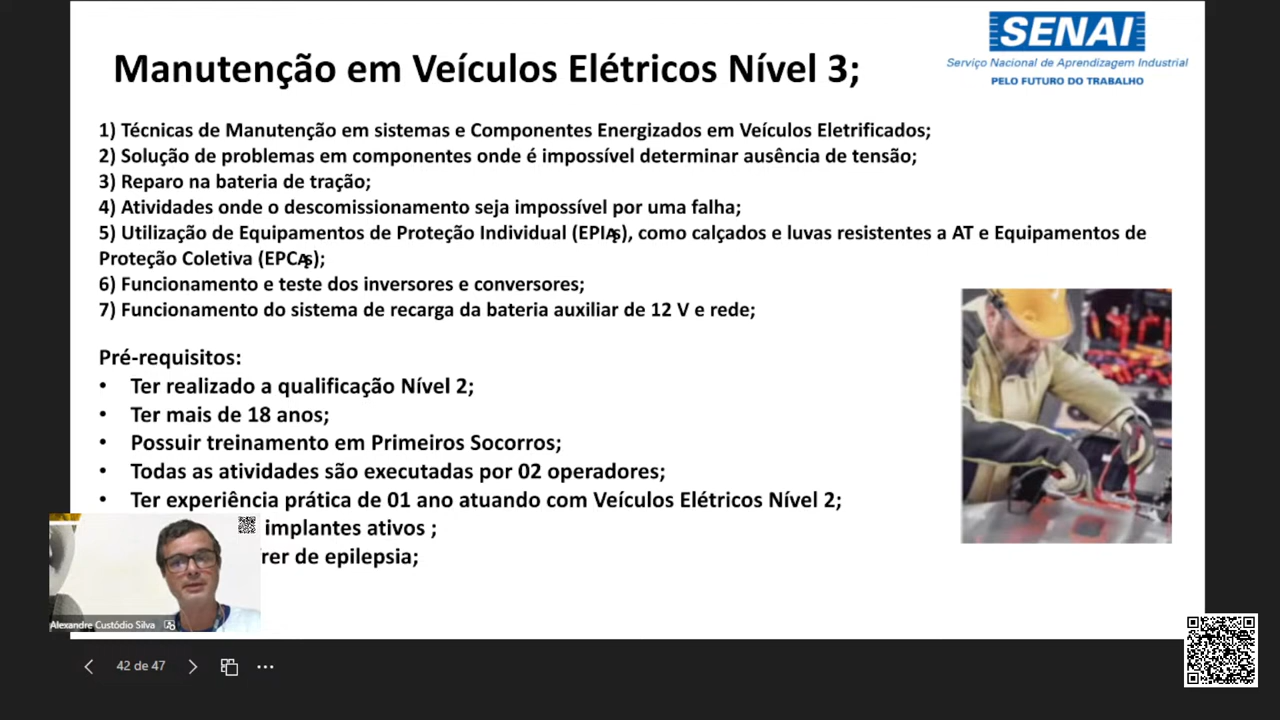 SENAI
Serviço Nacional de Aprendizagem Industrial
PELO FUTURO DO TRABALHO
Manutenção em Veículos Elétricos Nível 3;
1) Técnicas de Manutenção em sistemas e Componentes Energizados em Veículos Eletrificados;
2) Solução de problemas em componentes onde é impossível determinar ausência de tensão;
3) Reparo na bateria de tração;
4) Atividades onde o descomissionamento seja impossível por uma falha;
5) Utilização de Equipamentos de Proteção Individual (EPIAs), como calçados e luvas resistentes a AT e Equipamentos de
Proteção Coletiva (EPCAs);
6) Funcionamento e teste dos inversores e conversores;
7) Funcionamento do sistema de recarga da bateria auxiliar de 12 V e rede;
Pré-requisitos:
• Ter realizado a qualificação Nível 2;
• Ter mais de 18 anos;
• Possuir treinamento em Primeiros Socorros;
• Todas as atividades são executadas por 02 operadores;
• Ter experiência prática de 01 ano atuando com Veículos Elétricos Nível 2;
implantes ativos ;
rer de epilepsia;
Alexandre Custódio Silva
42 de 47